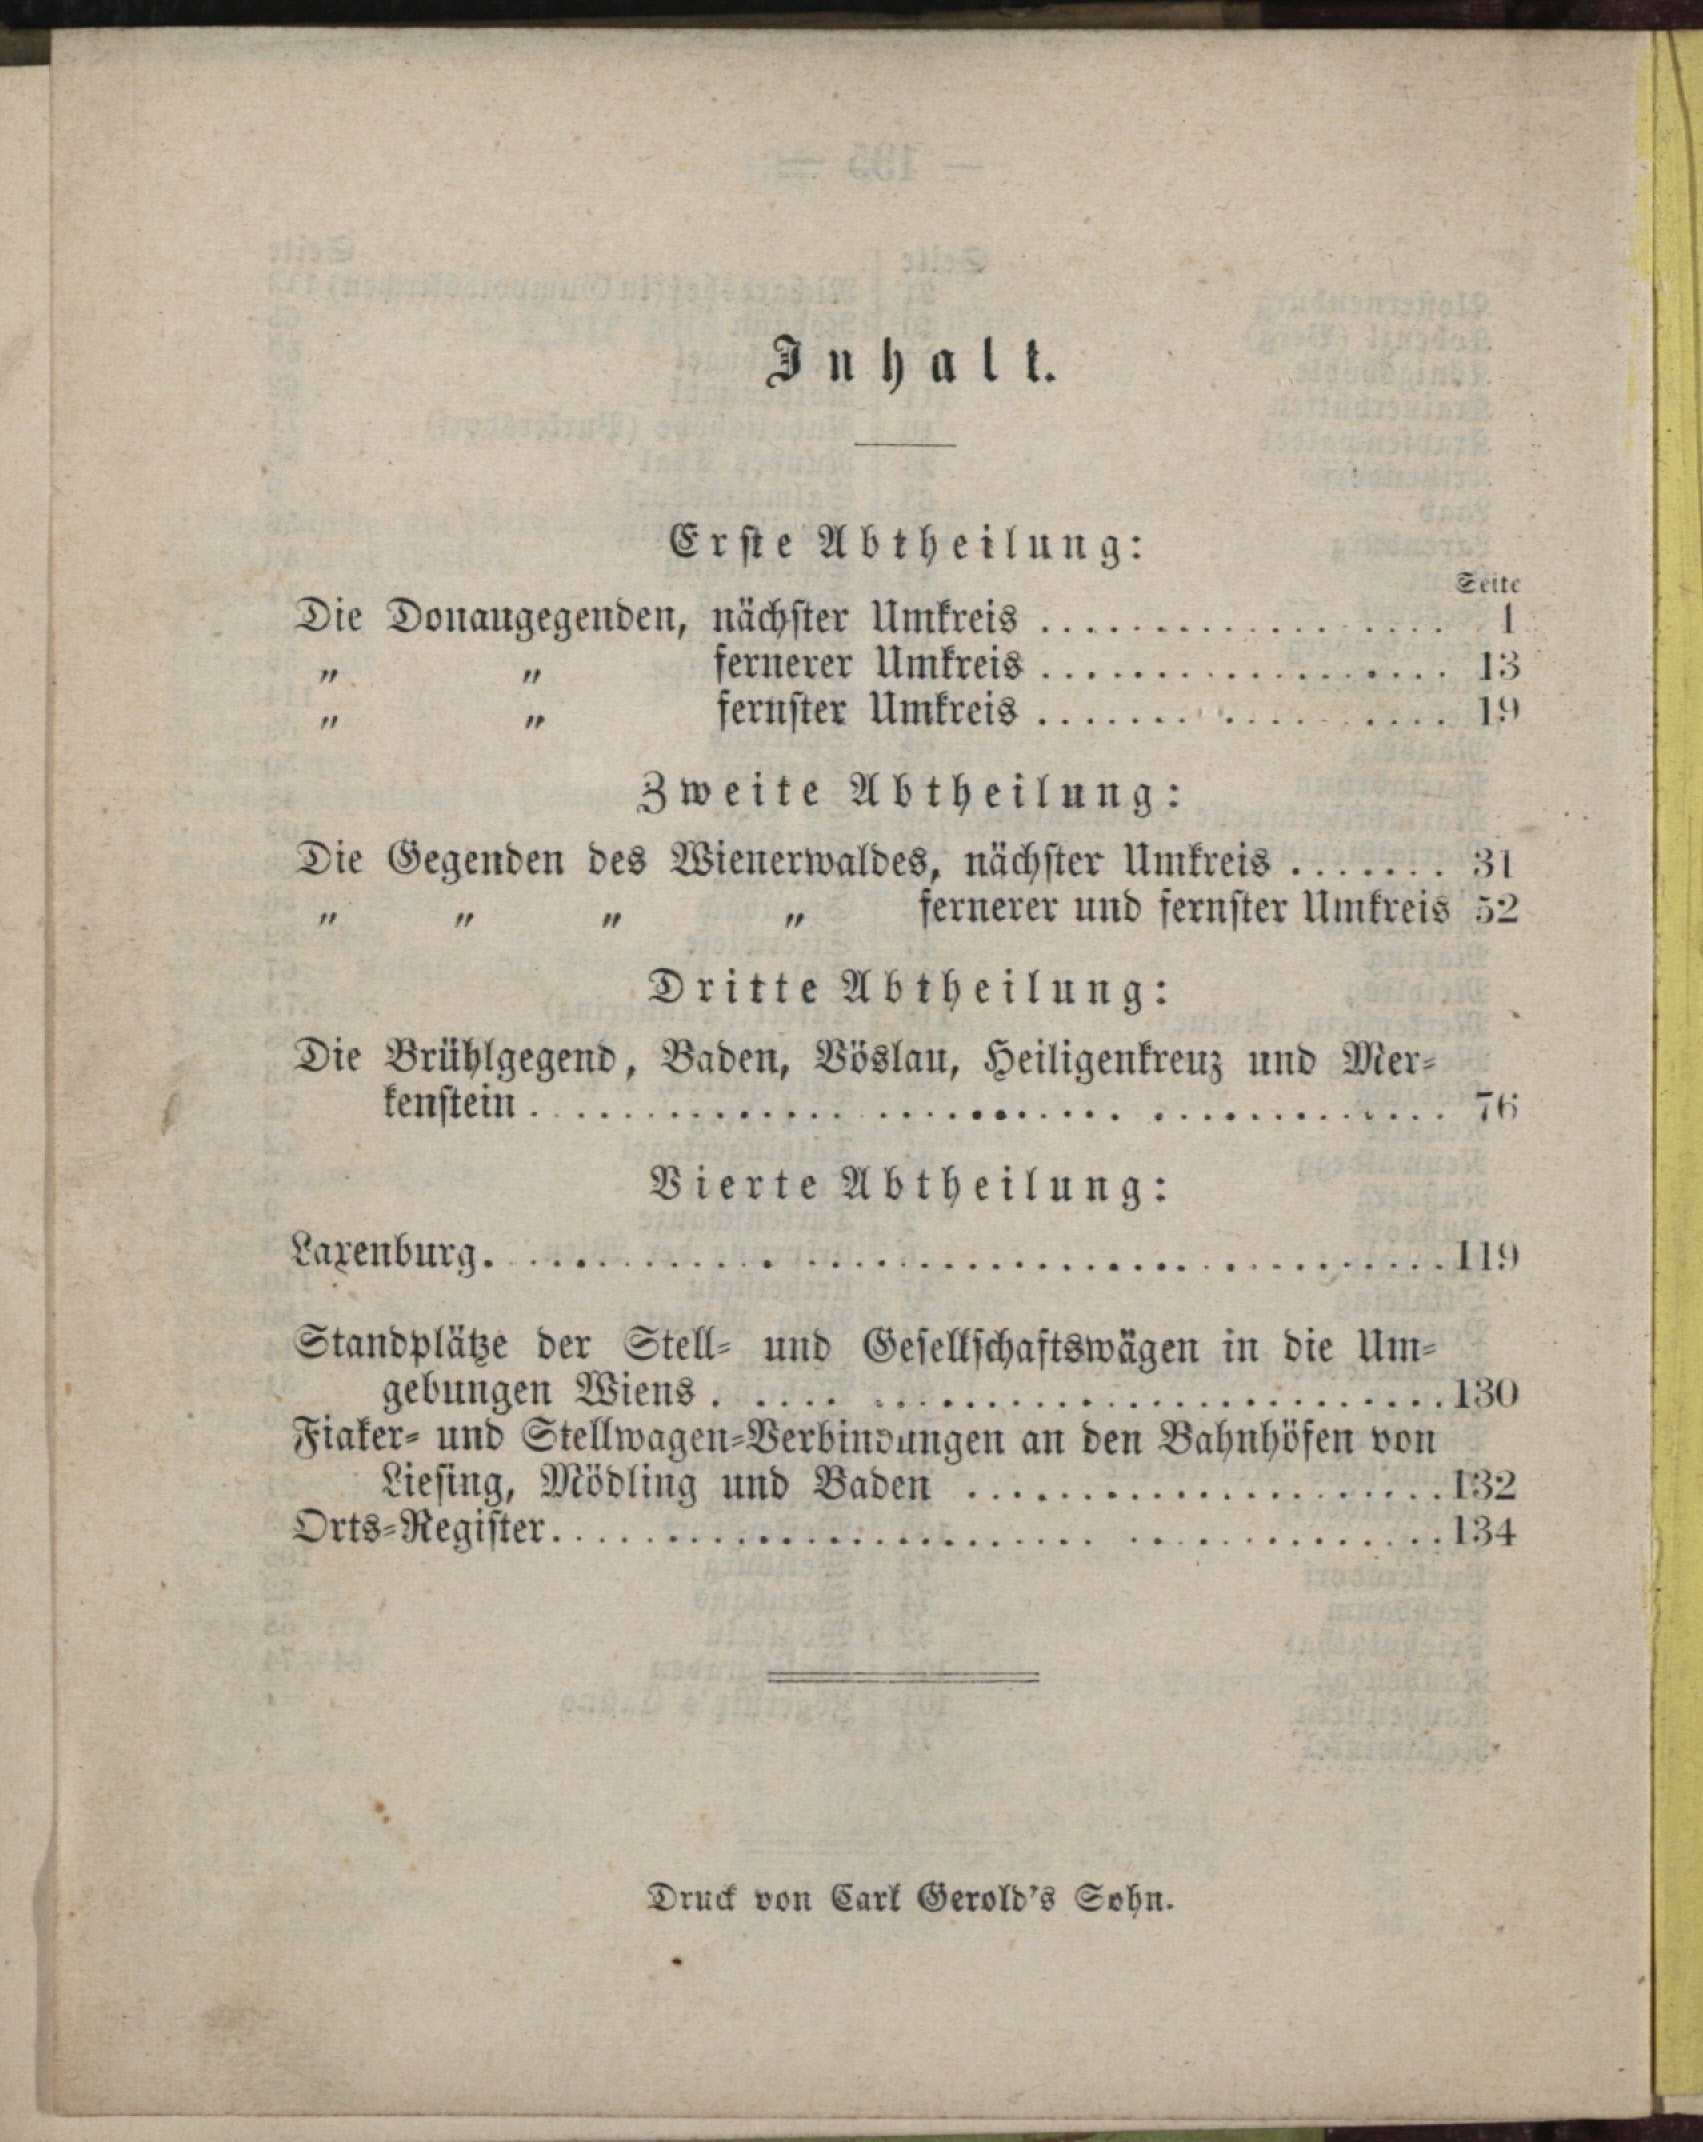 Inhalt.
Erste Abtheilung:
Seite
Die Donaugegenden, nächster Umkreis .................. 1
„ „ fernerer Umkreis .................. 13
„ „ fernster Umkreis .................. 19
Zweite Abtheilung:
Die Gegenden des Wienerwaldes, nächster Umkreis ....... 31
„ „ „ „ fernerer und fernster Umkreis 52
Dritte Abtheilung:
Die Brühlgegend, Baden, Vöslau, Heiligenkreuz und Mer-
kenstein ........................................ 76
Vierte Abtheilung:
Laxenburg .......................................... 119
Standplätze der Stell- und Gesellschaftswägen in die Um-
gebungen Wiens ................................ 130
Fiaker- und Stellwagen-Verbindungen an den Bahnhöfen von
Liesing, Mödling und Baden ..................... 132
Orts-Register ....................................... 134
Druck von Carl Gerold's Sohn.